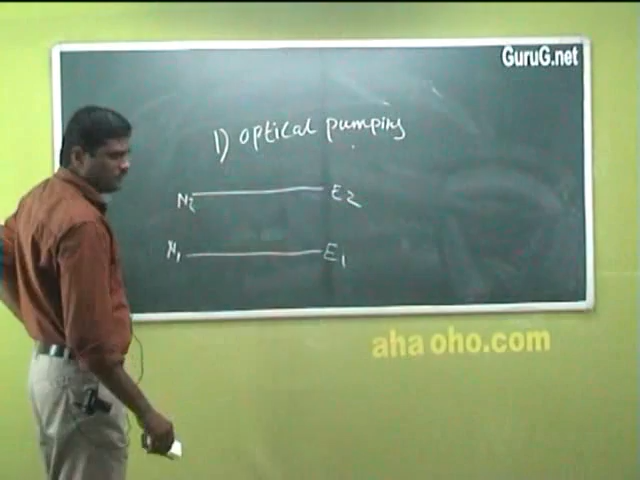 GuruG.net
1) Optical pumping
N2 E2
N1 E1
aha oho.com